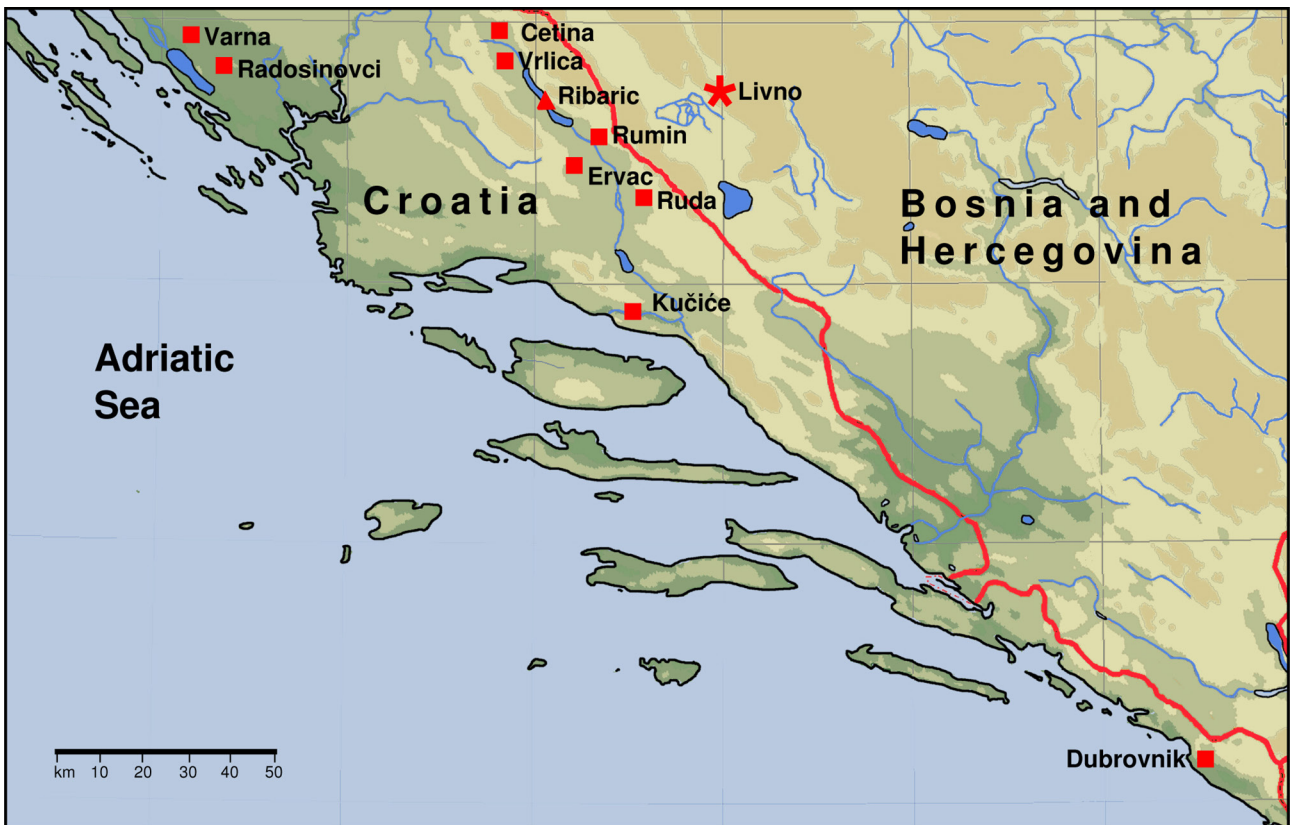 Varna
Radosinovci
Cetina
Vrlica
Ribaric
Livno
Rumin
Ervac
Ruda
Croatia
Bosnia and
Hercegovina
Kučiće
Adriatic
Sea
Dubrovnik
km 10 20 30 40 50